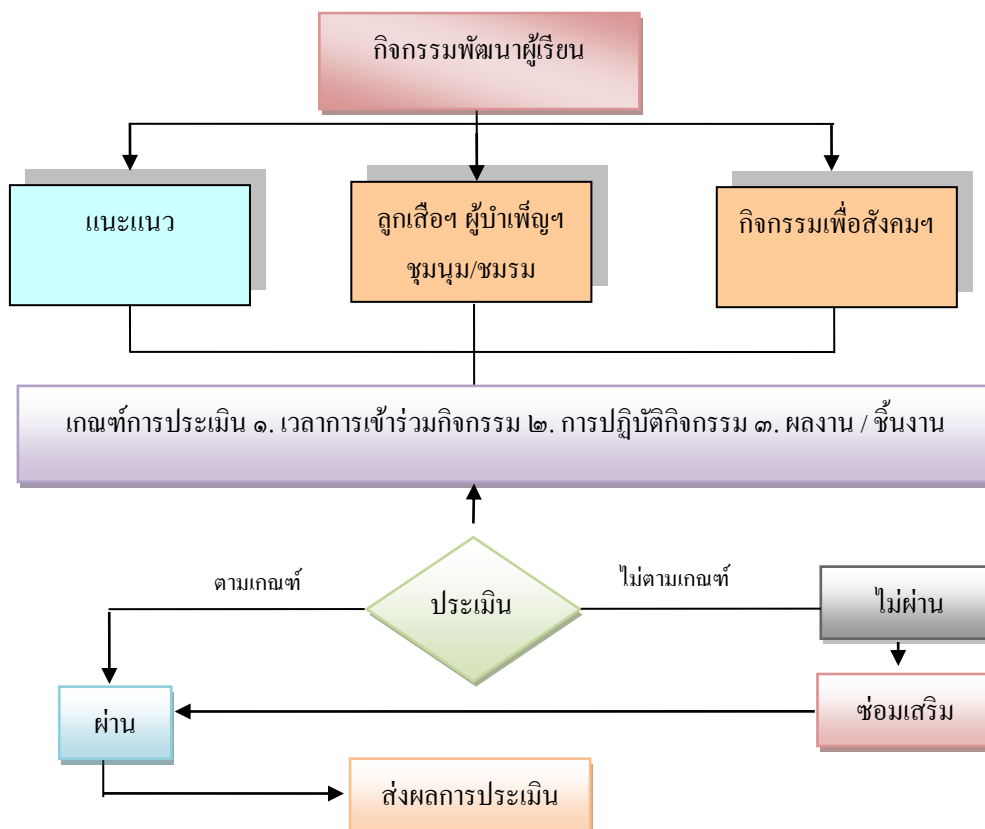 กิจกรรมพัฒนาผู้เรียน
แนะแนว
ลูกเสือฯ ผู้บำเพ็ญฯ
ชุมนุม/ชมรม
กิจกรรมเพื่อสังคมฯ
เกณฑ์การประเมิน ๑. เวลาการเข้าร่วมกิจกรรม ๒. การปฏิบัติกิจกรรม ๓. ผลงาน / ชิ้นงาน
ตามเกณฑ์
ประเมิน
ไม่ตามเกณฑ์
ไม่ผ่าน
ผ่าน
ซ่อมเสริม
ส่งผลการประเมิน